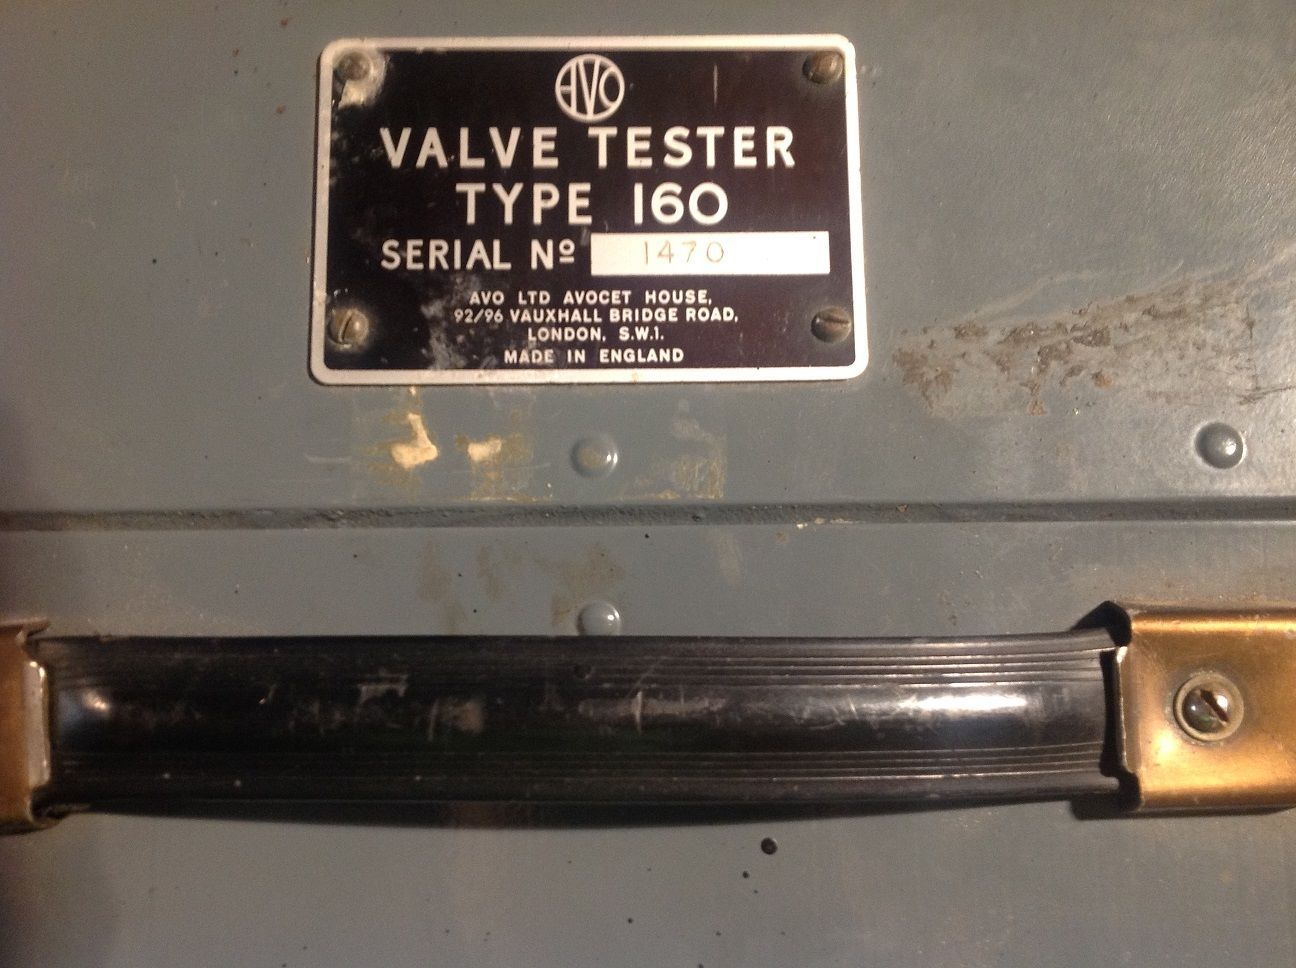 AVO
VALVE TESTER
TYPE 160
SERIAL Nº 1470
AVO LTD AVOCET HOUSE,
92/96 VAUXHALL BRIDGE ROAD,
LONDON, S.W.1.
MADE IN ENGLAND